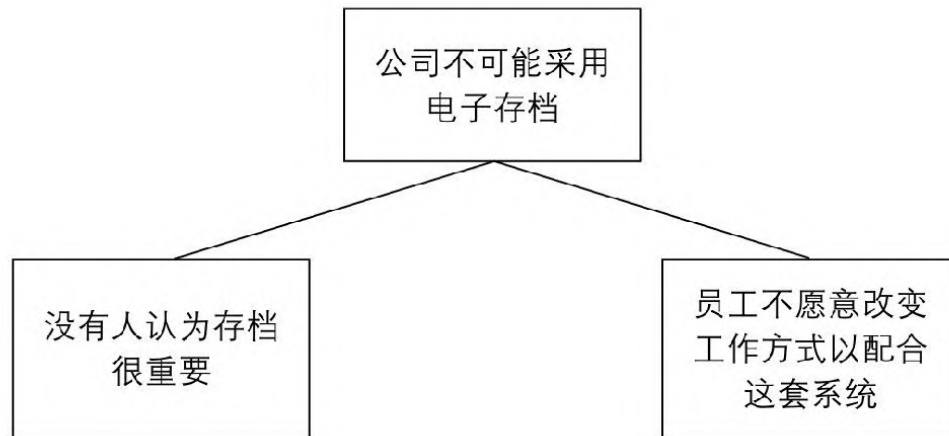 公司不可能采用
电子存档
没有人认为存档
很重要
员工不愿意改变
工作方式以配合
这套系统